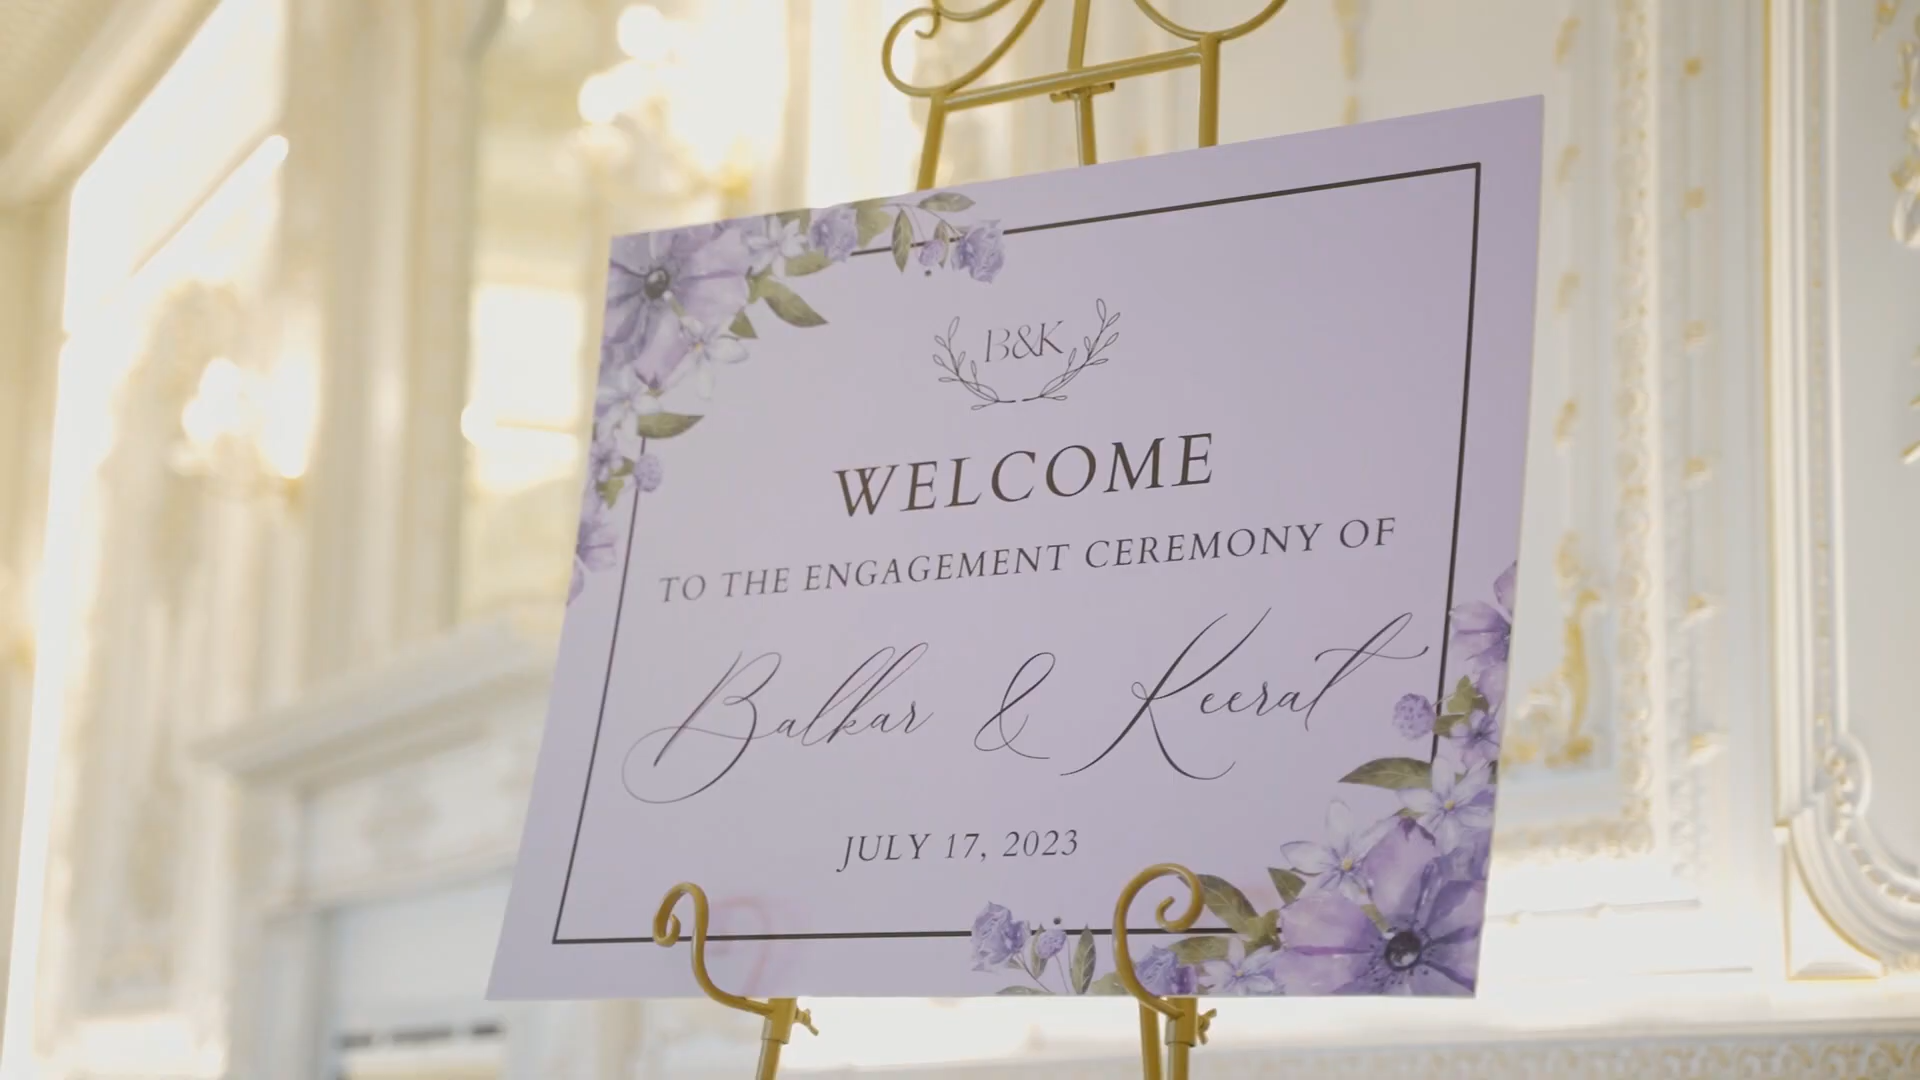 B&K
WELCOME
TO THE ENGAGEMENT CEREMONY OF
Balkar & Keerat
JULY 17, 2023